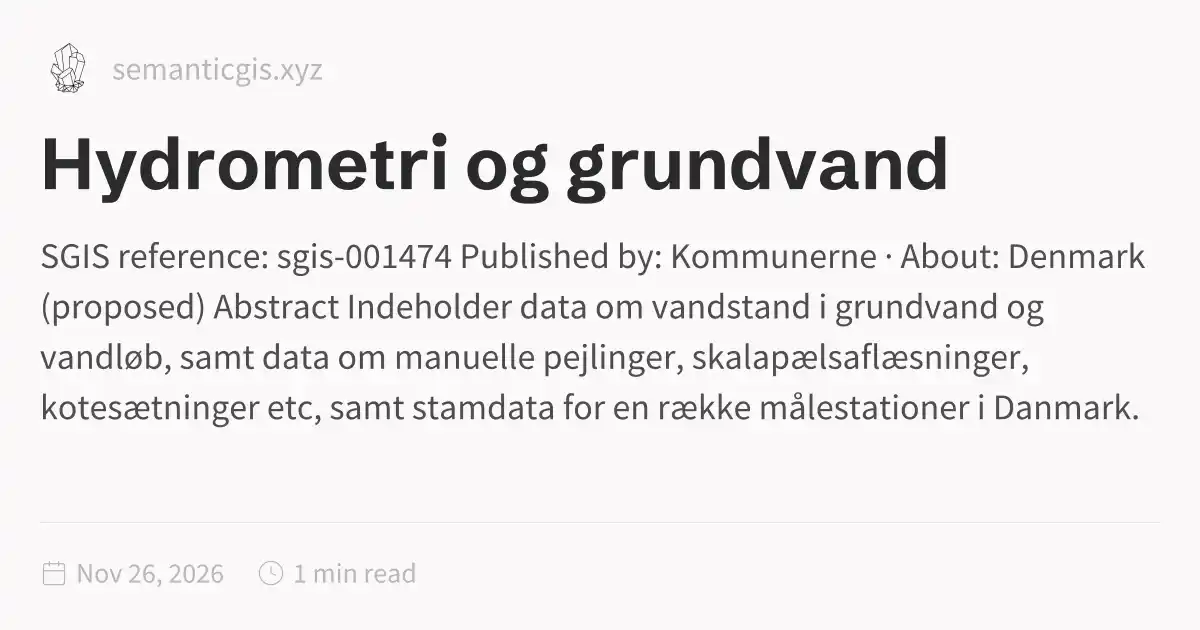 semanticgis.xyz
Hydrometri og grundvand
SGIS reference: sgis-001474 Published by: Kommunerne · About: Denmark
(proposed) Abstract Indeholder data om vandstand i grundvand og
vandløb, samt data om manuelle pejlinger, skalapælsaflæsninger,
kotesætninger etc, samt stamdata for en række målestationer i Danmark.
Nov 26, 2026 1 min read